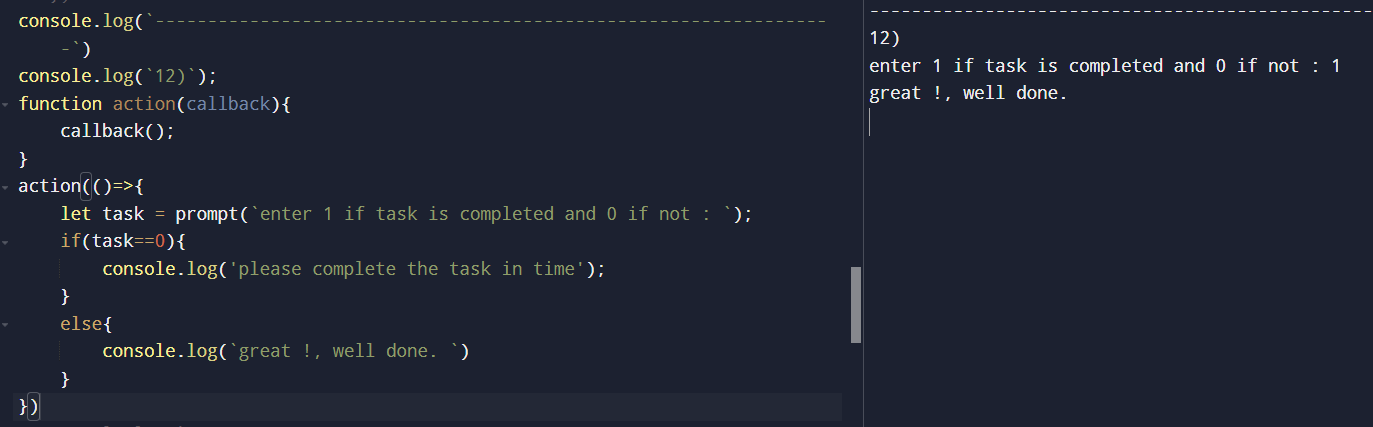 console.log(`----------------------------------------------------------------
-`)
console.log(`12)`);
function action(callback){
callback();
}
action(()=>{
let task = prompt(`enter 1 if task is completed and 0 if not : `);
if(task==0){
console.log('please complete the task in time');
}
else{
console.log(`great !, well done. `)
}
})
------------------------------------------------
12)
enter 1 if task is completed and 0 if not : 1
great !, well done.